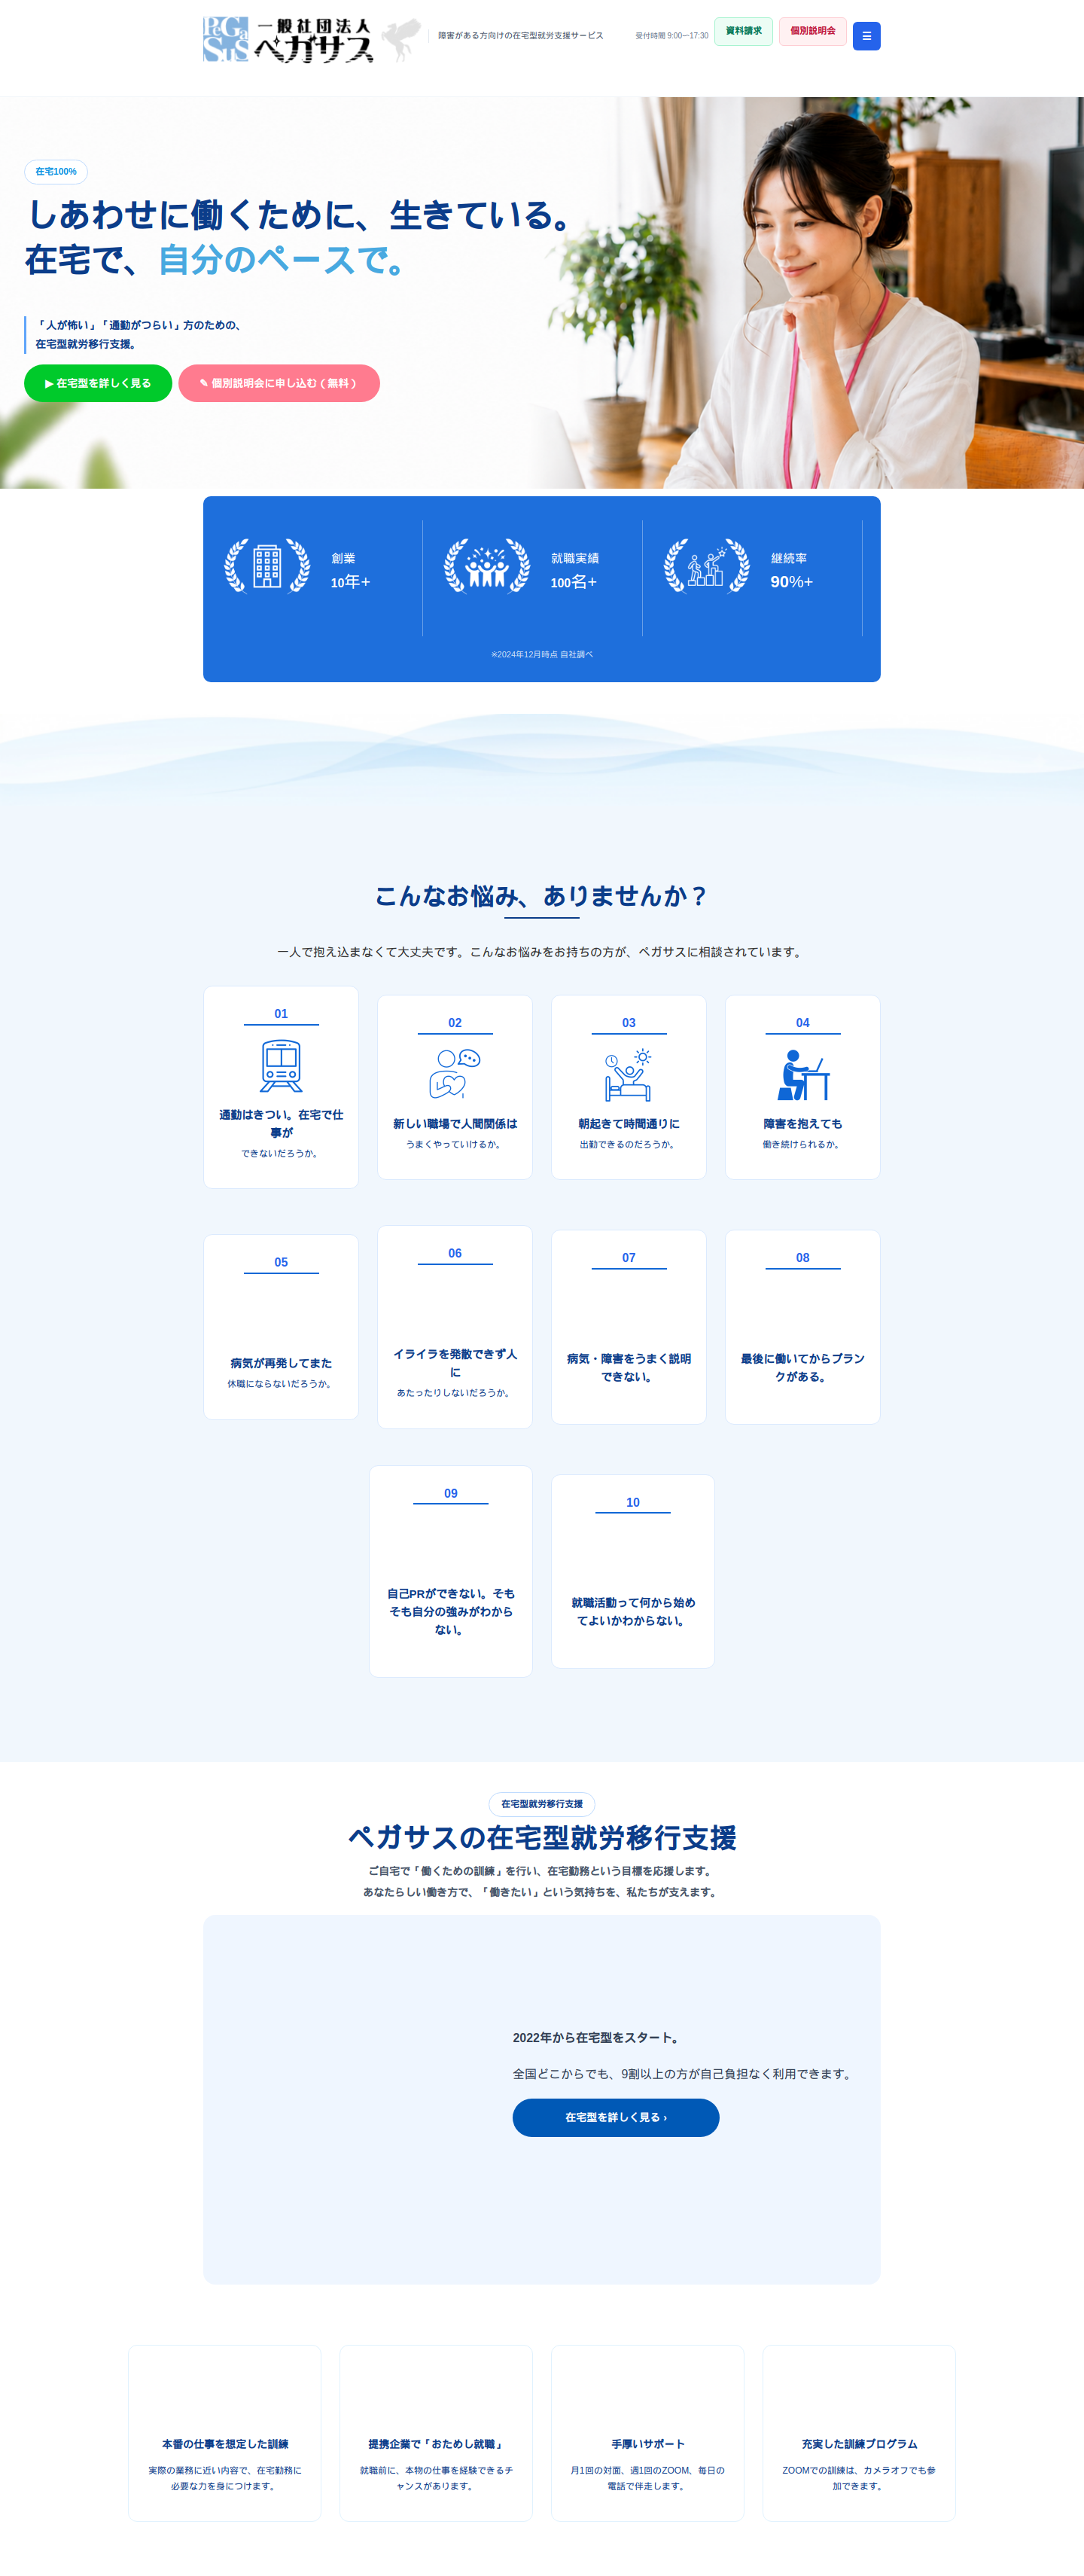 PeGaSuS
一般社団法人
ペガサス
障害がある方向けの在宅型就労支援サービス
受付時間 9:00~17:30
資料請求
個別説明会
在宅100%
しあわせに働くために、生きている。
在宅で、自分のペースで。
「人が怖い」「通勤がつらい」方のための、
在宅型就労移行支援。
▶ 在宅型を詳しく見る
✎ 個別説明会に申し込む(無料)
創業
10年+
就職実績
100名+
継続率
90%+
※2024年12月時点 自社調べ
こんなお悩み、ありませんか？
一人で抱え込まなくて大丈夫です。こんなお悩みをお持ちの方が、ペガサスに相談されています。
01
通勤はきつい。在宅で仕
事が
できないだろうか。
02
新しい職場で人間関係は
うまくやっていけるか。
03
朝起きて時間通りに
出勤できるのだろうか。
04
障害を抱えても
働き続けられるか。
05
病気が再発してまた
休職にならないだろうか。
06
イライラを発散できず人
に
あたったりしないだろうか。
07
病気・障害をうまく説明
できない。
08
最後に働いてからブラン
クがある。
09
自己PRができない。そも
そも自分の強みがわから
ない。
10
就職活動って何から始め
てよいかわからない。
在宅型就労移行支援
ペガサスの在宅型就労移行支援
ご自宅で「働くための訓練」を行い、在宅勤務という目標を応援します。
あなたらしい働き方で、「働きたい」という気持ちを、私たちが支えます。
2022年から在宅型をスタート。
全国どこからでも、9割以上の方が自己負担なく利用できます。
在宅型を詳しく見る ›
本番の仕事を想定した訓練
実際の業務に近い内容で、在宅勤務に
必要な力を身につけます。
提携企業で「おためし就職」
就職前に、本物の仕事を経験できるチ
ャンスがあります。
手厚いサポート
月1回の対面、週1回のZOOM、毎日の
電話で伴走します。
充実した訓練プログラム
ZOOMでの訓練は、カメラオフでも参
加できます。